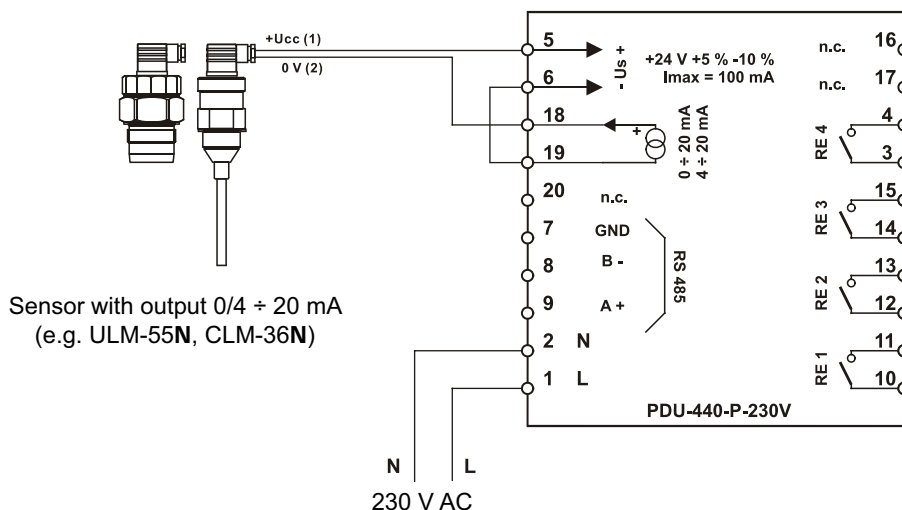 +Ucc (1)
0 V (2)
Sensor with output 0/4 ÷ 20 mA
(e.g. ULM-55N, CLM-36N)
5
6
18
19
20
7
8
9
2 N
1 L
- Us +
+24 V +5 % -10 %
Imax = 100 mA
+
0 ÷ 20 mA
4 ÷ 20 mA
n.c.
GND
B -
A +
RS 485
n.c. 16
n.c. 17
4
RE 4
3
15
RE 3
14
13
RE 2
12
11
RE 1
10
PDU-440-P-230V
N L
230 V AC